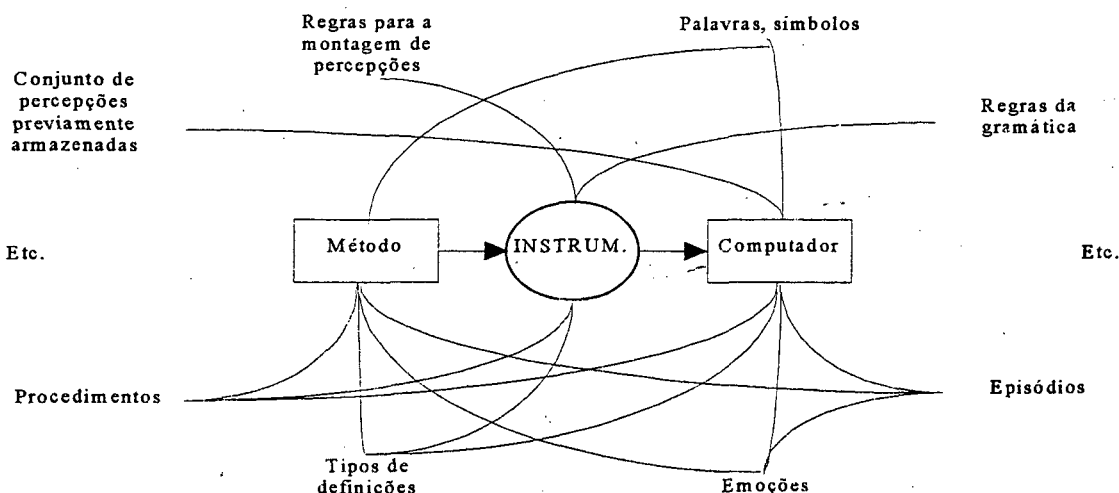 Regras para a
montagem de
percepções
Palavras, símbolos
Conjunto de
percepções
previamente
armazenadas
Regras da
gramática
Etc.
Método
INSTRUM.
Computador
Etc.
Procedimentos
Episódios
Tipos de
definições
Emoções